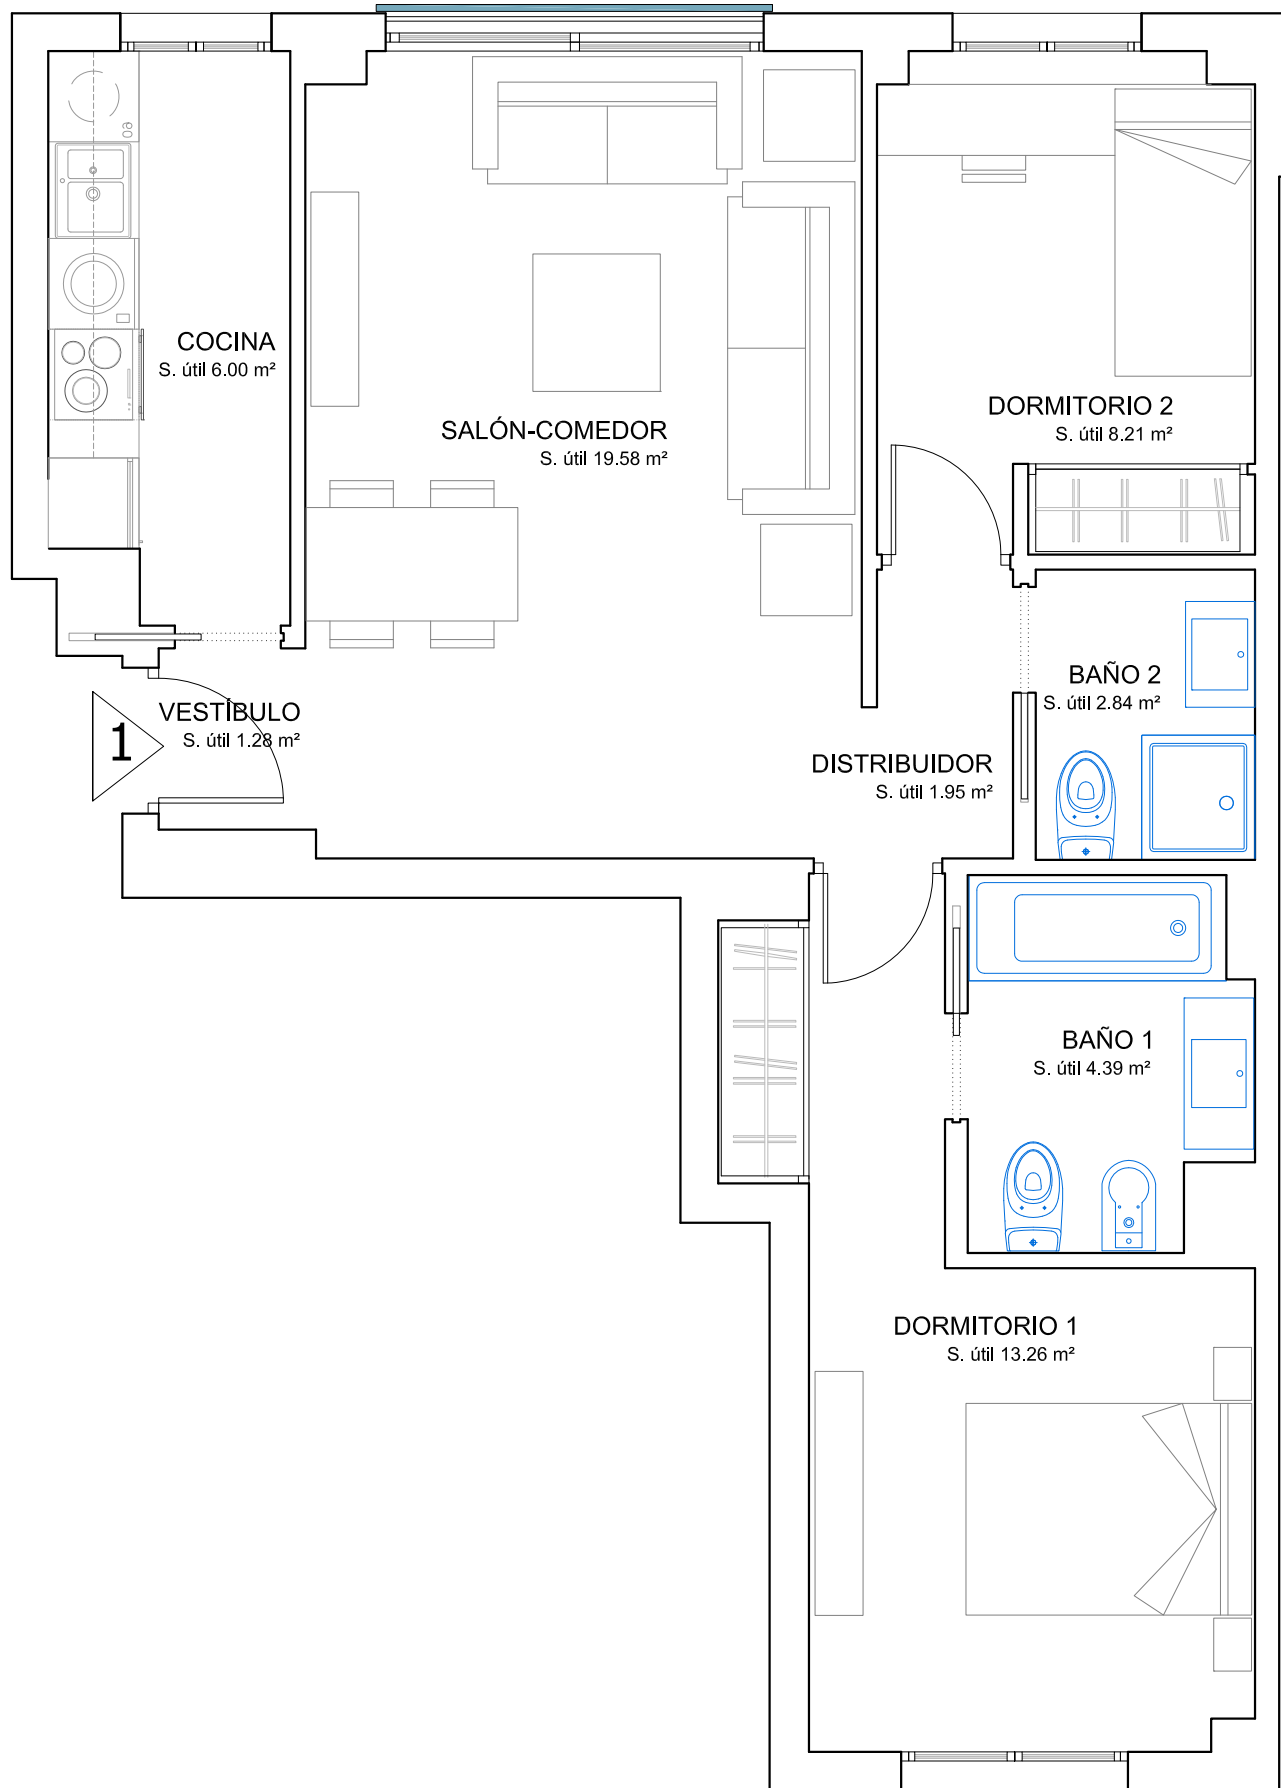 COCINA
S. útil 6.00 m²
SALÓN-COMEDOR
S. útil 19.58 m²
DORMITORIO 2
S. útil 8.21 m²
VESTÍBULO
S. útil 1.28 m²
1
BAÑO 2
S. útil 2.84 m²
DISTRIBUIDOR
S. útil 1.95 m²
BAÑO 1
S. útil 4.39 m²
DORMITORIO 1
S. útil 13.26 m²